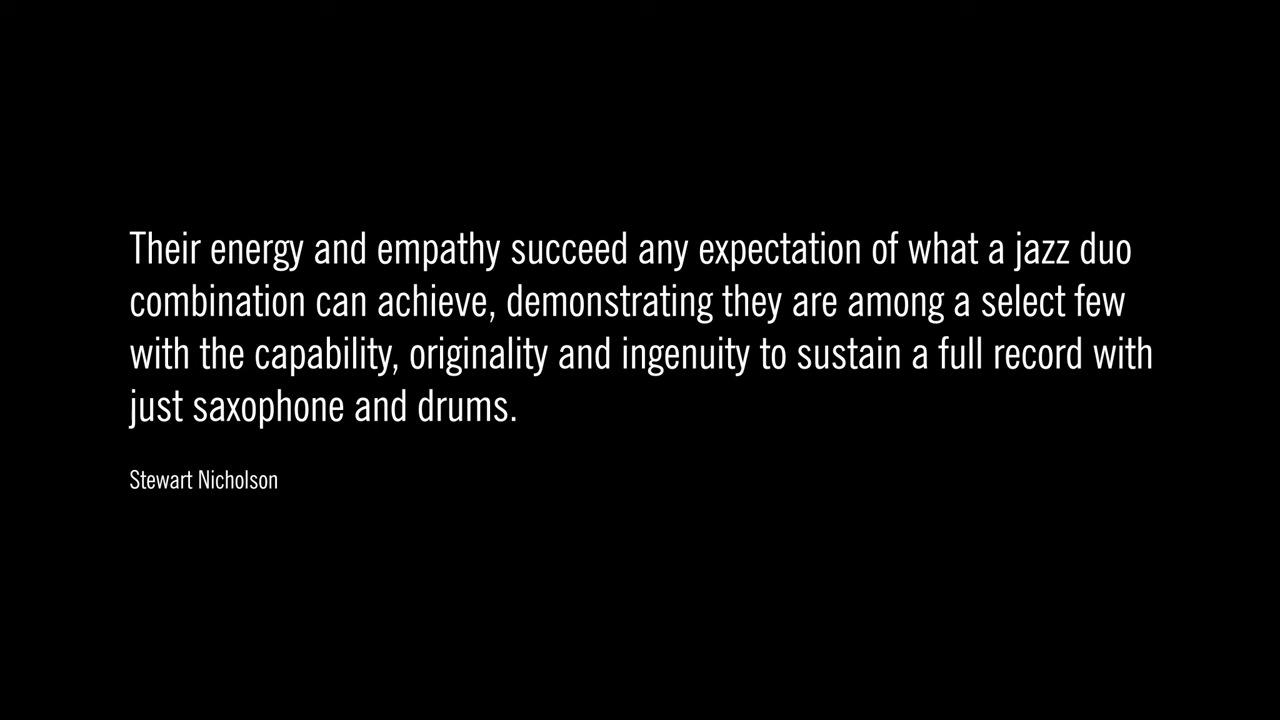 Their energy and empathy succeed any expectation of what a jazz duo
combination can achieve, demonstrating they are among a select few
with the capability, originality and ingenuity to sustain a full record with
just saxophone and drums.
Stewart Nicholson